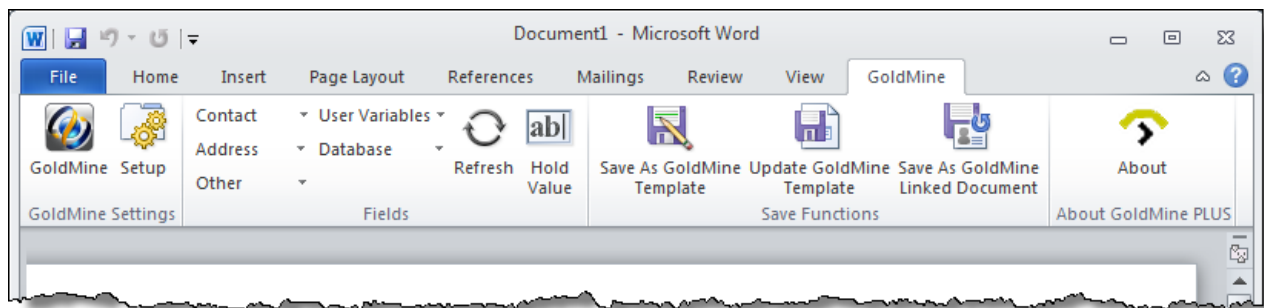 W
Document1 - Microsoft Word
File Home Insert Page Layout References Mailings Review View GoldMine
?
Contact User Variables
ab|
Address Database
GoldMine Setup
Refresh Hold Value
Other
Save As GoldMine Template
Update GoldMine Template
Save As GoldMine Linked Document
About
GoldMine Settings Fields Save Functions About GoldMine PLUS